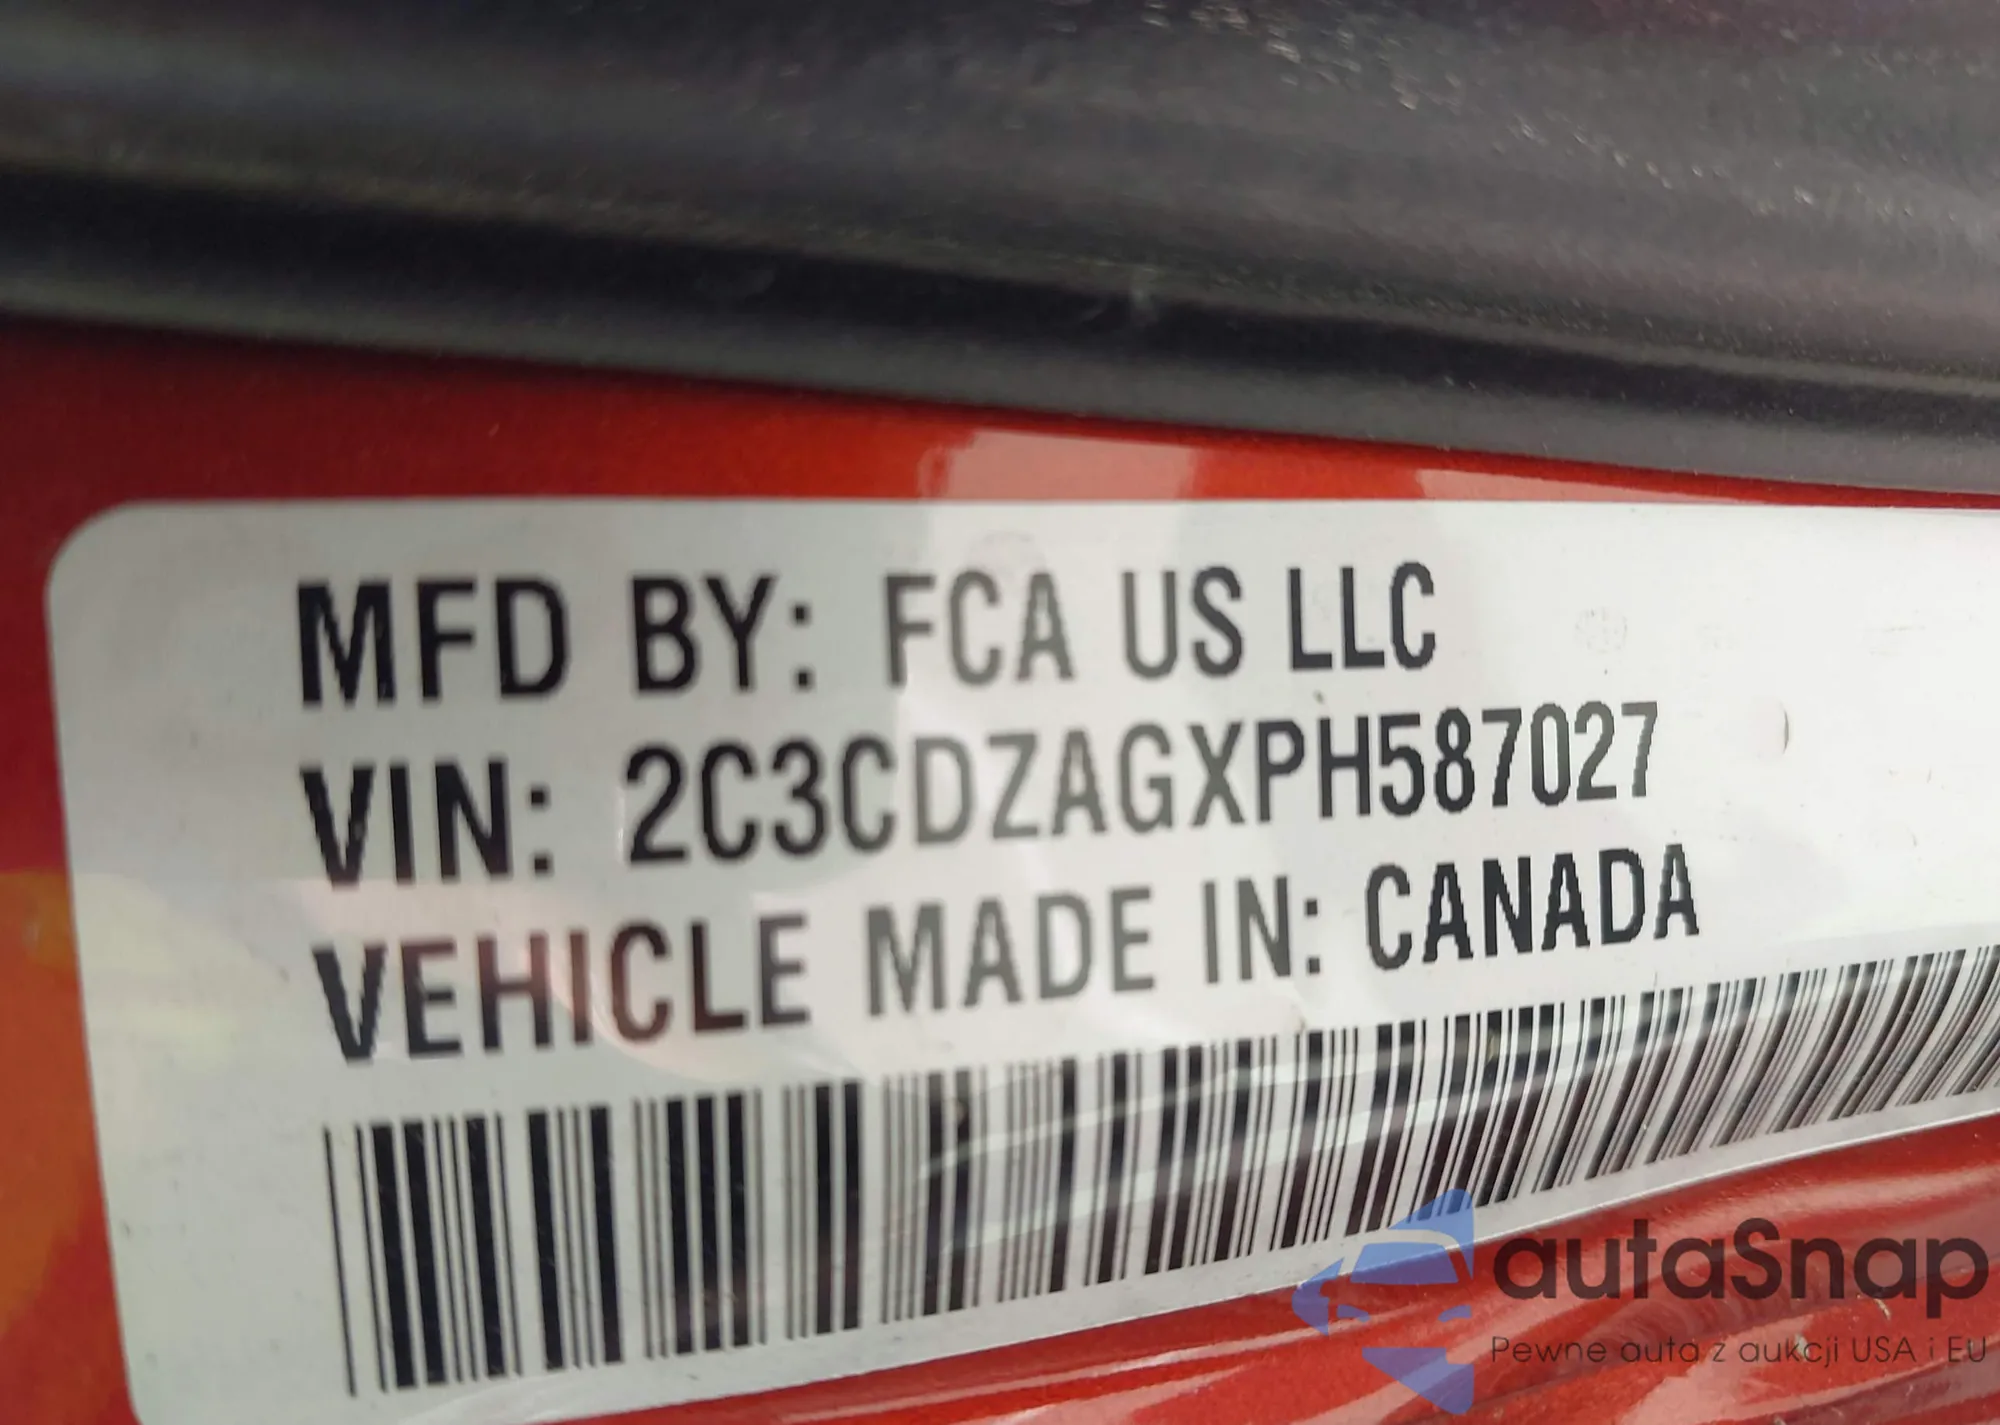 MFD BY: FCA US LLC
VIN: 2C3CDZAGXPH587027
VEHICLE MADE IN: CANADA
autaSnap
Pewne auta z aukcji USA i EU